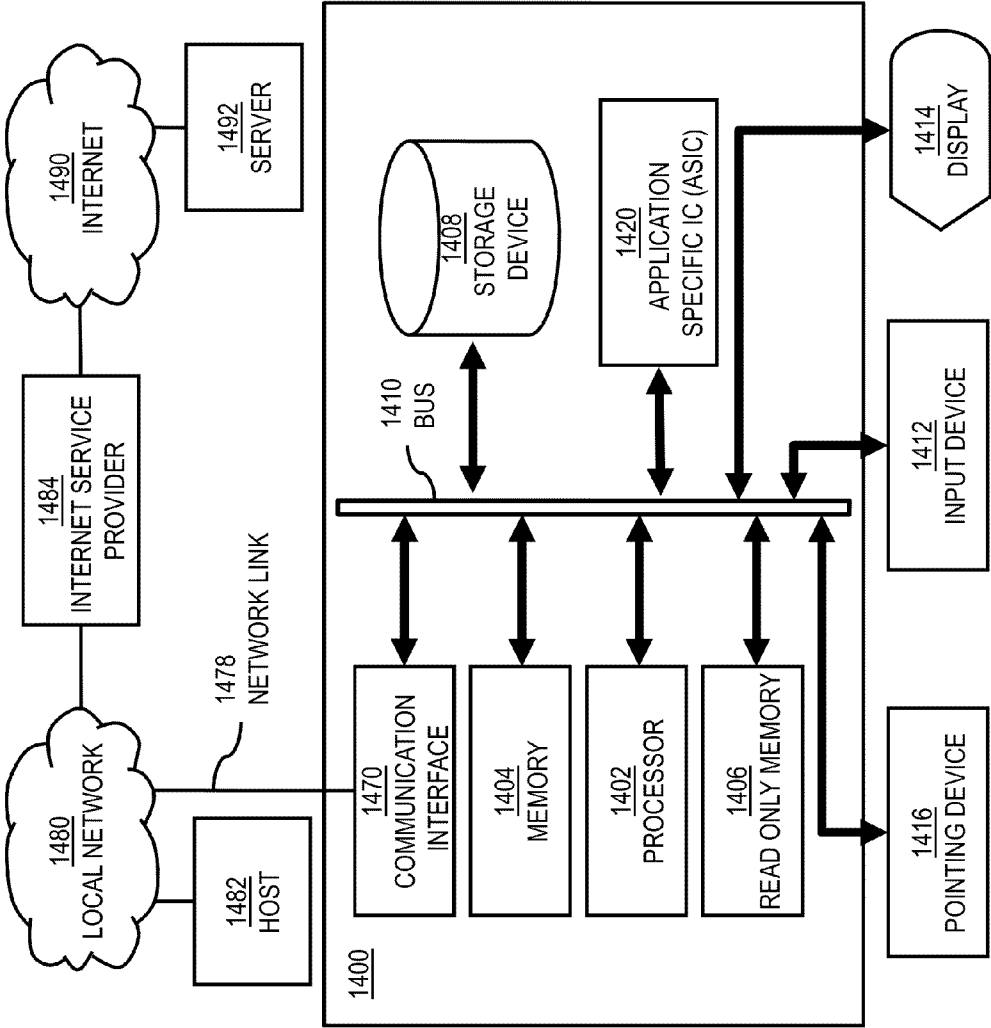 1480
LOCAL NETWORK
1484
INTERNET SERVICE
PROVIDER
1490
INTERNET
1482
HOST
1478
NETWORK LINK
1492
SERVER
1400
1470
COMMUNICATION
INTERFACE
1404
MEMORY
1402
PROCESSOR
1406
READ ONLY MEMORY
1410
BUS
1408
STORAGE
DEVICE
1420
APPLICATION
SPECIFIC IC (ASIC)
1416
POINTING DEVICE
1412
INPUT DEVICE
1414
DISPLAY